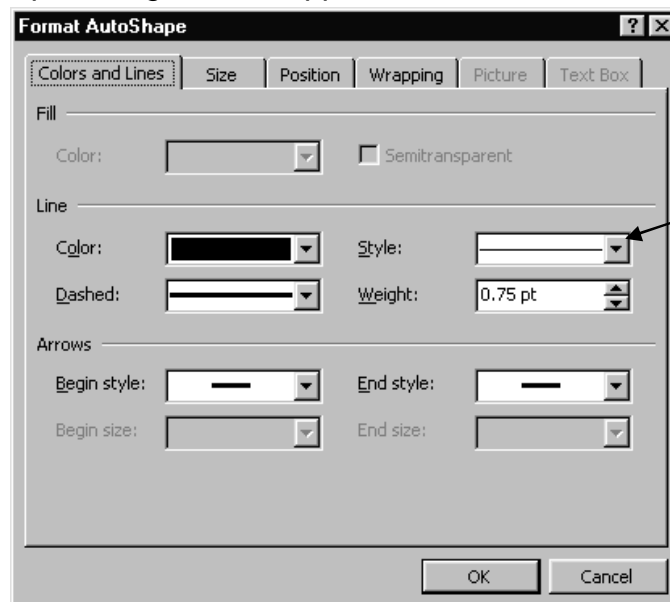 Format AutoShape ? X
Colors and Lines Size Position Wrapping Picture Text Box
Fill
Color: Semitransparent
Line
Color: Style:
Dashed: Weight: 0.75 pt
Arrows
Begin style: End style:
Begin size: End size:
OK Cancel